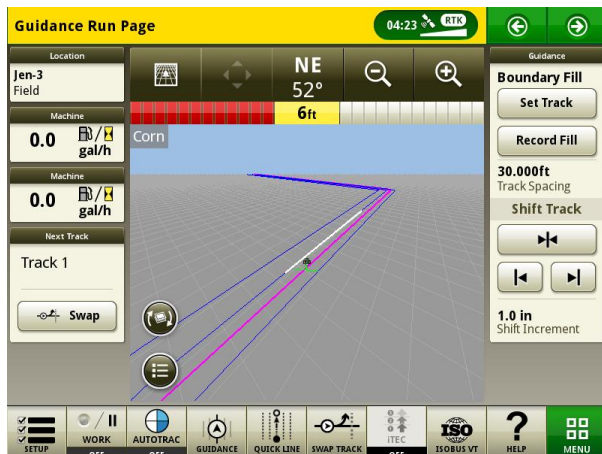 Guidance Run Page
04:23
RTK
Location
Jen-3
Field
Machine
0.0
gal/h
Machine
0.0
gal/h
Next Track
Track 1
Swap
NE
52°
6ft
Corn
Guidance
Boundary Fill
Set Track
Record Fill
30.000ft
Track Spacing
Shift Track
1.0 in
Shift Increment
SETUP
WORK
OFF
AUTOTRAC
OFF
GUIDANCE
QUICK LINE
SWAP TRACK
iTEC
OFF
ISO
ISOBUS VT
?
HELP
MENU